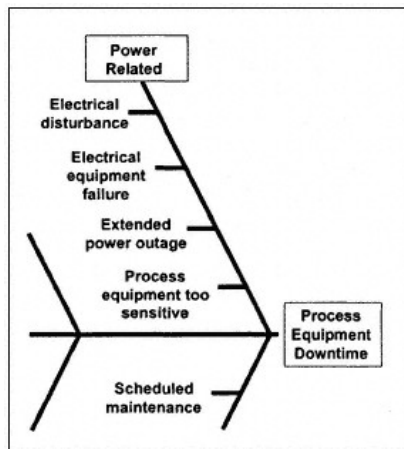 Power
Related
Electrical
disturbance
Electrical
equipment
failure
Extended
power outage
Process
equipment too
sensitive
Process
Equipment
Downtime
Scheduled
maintenance